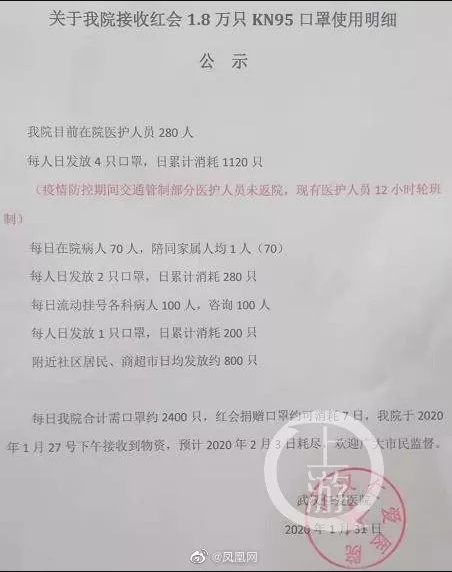 关于我院接收红会 1.8 万只 KN95 口罩使用明细
公 示
我院目前在院医护人员 280 人
每人日发放 4 只口罩，日累计消耗 1120 只
（疫情防控期间交通管制部分医护人员未返院，现有医护人员 12 小时轮班
制）
每日在院病人 70 人，陪同家属人均 1 人（70）
每人日发放 2 只口罩，日累计消耗 280 只
每日流动挂号各科病人 100 人，咨询 100 人
每人日发放 1 只口罩，日累计消耗 200 只
附近社区居民、商超市日均发放约 800 只
每日我院合计需口罩约 2400 只，红会捐赠口罩约可消耗 7 日，我院于 2020
年 1 月 27 号下午接收到物资，预计 2020 年 2 月 3 日耗尽。欢迎广大市民监督。
武汉仁爱医院
2020 年 1 月 31 日
上游
@凤凰网